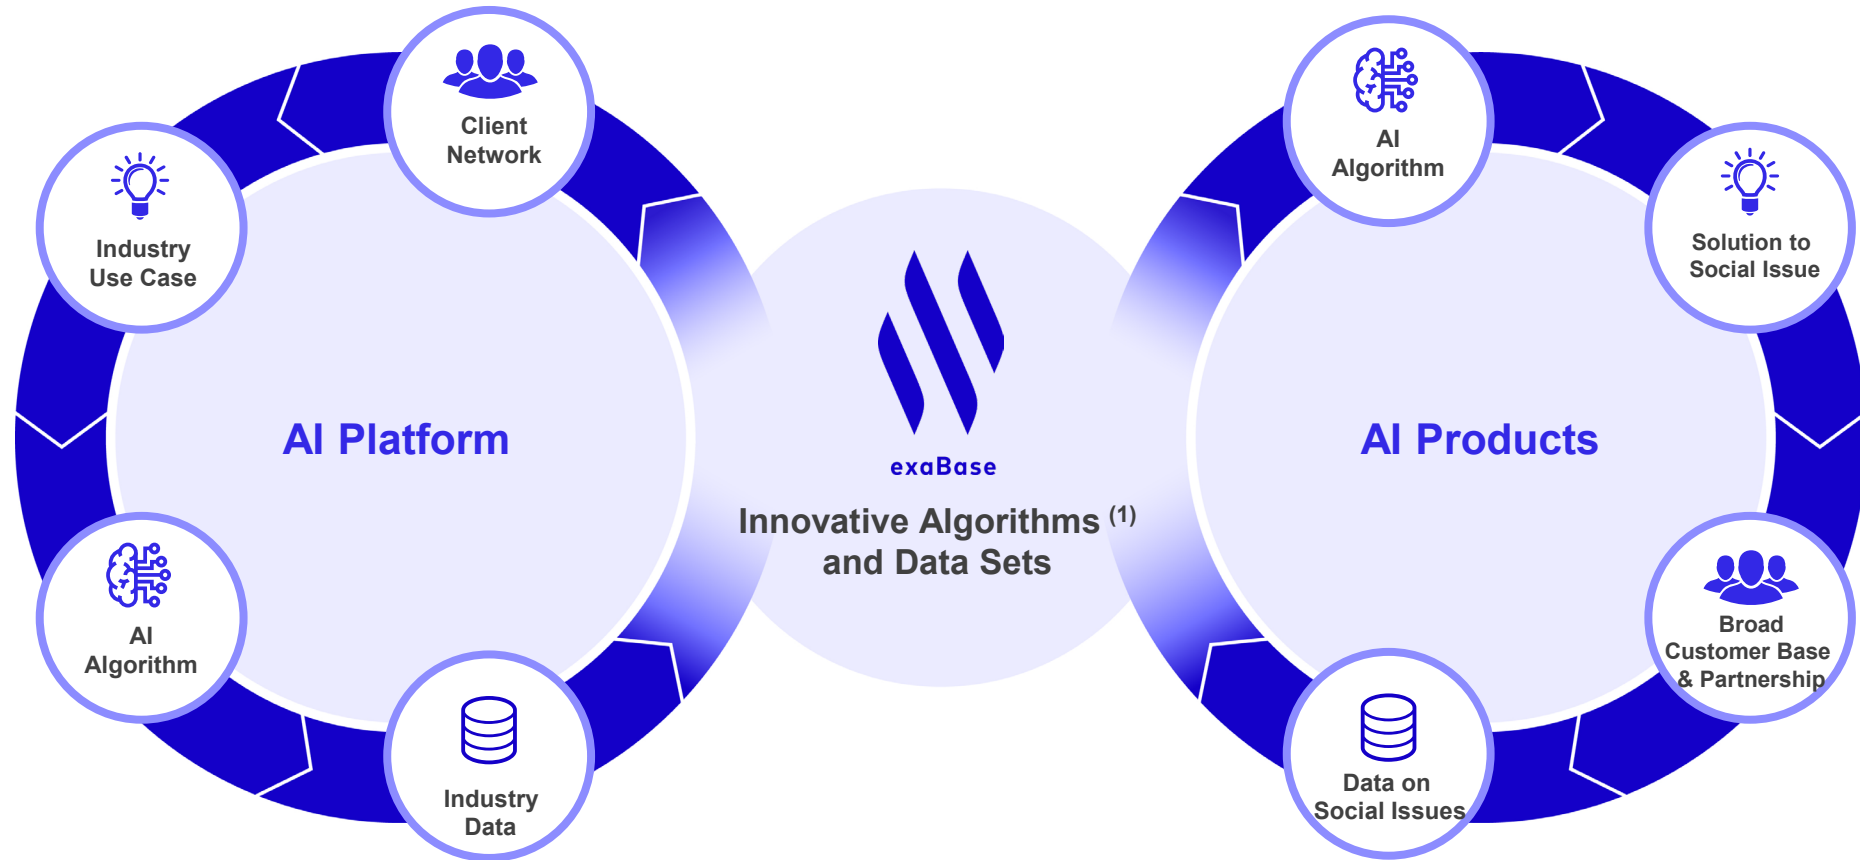 Client
Network
Industry
Use Case
AI Platform
AI
Algorithm
Industry
Data
exaBase
Innovative Algorithms (1)
and Data Sets
AI
Algorithm
Solution to
Social Issue
AI Products
Broad
Customer Base
& Partnership
Data on
Social Issues